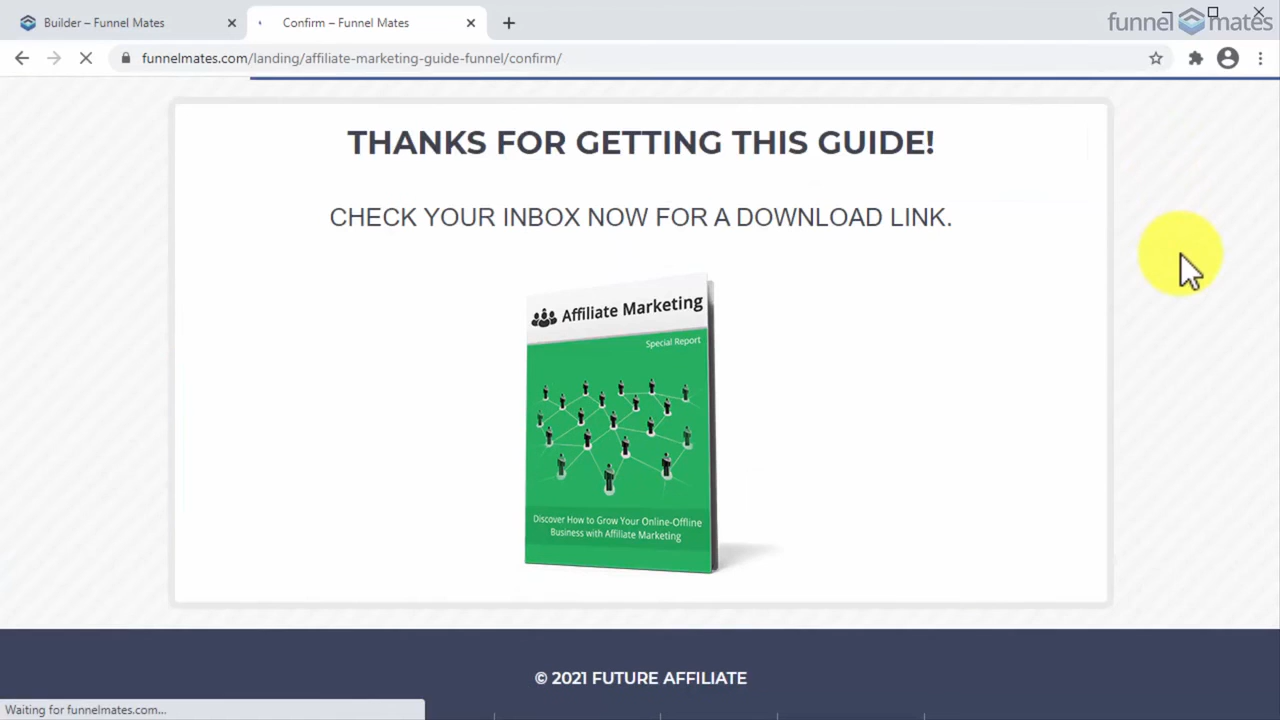 Builder – Funnel Mates
Confirm – Funnel Mates
funnel mates
funnelmates.com/landing/affiliate-marketing-guide-funnel/confirm/
THANKS FOR GETTING THIS GUIDE!
CHECK YOUR INBOX NOW FOR A DOWNLOAD LINK.
Affiliate Marketing
Special Report
Discover How to Grow Your Online-Offline
Business with Affiliate Marketing
© 2021 FUTURE AFFILIATE
Waiting for funnelmates.com...